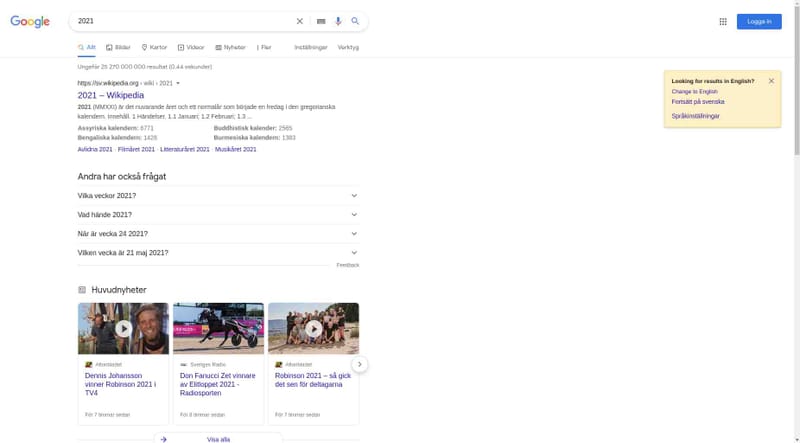 Google
2021
Logga in
Allt
Bilder
Kartor
Videor
Nyheter
Fler
Inställningar
Verktyg
Ungefär 25 270 000 000 resultat (0,44 sekunder)
https://sv.wikipedia.org › wiki › 2021
2021 – Wikipedia
2021 (MMXXI) är det nuvarande året och ett normalår som började en fredag i den gregorianska
kalendern. Innehåll. 1 Händelser. 1.1 Januari; 1.2 Februari; 1.3 ...
Assyriska kalendern: 6771
Buddhistisk kalender: 2565
Bengaliska kalendern: 1428
Burmesiska kalendern: 1383
Avlidna 2021 · Filmåret 2021 · Litteraturåret 2021 · Musikåret 2021
Looking for results in English?
Change to English
Fortsätt på svenska
Språkinställningar
Andra har också frågat
Vilka veckor 2021?
Vad hände 2021?
När är vecka 24 2021?
Vilken vecka är 21 maj 2021?
Feedback
Huvudnyheter
Aftonbladet
Dennis Johansson
vinner Robinson 2021 i
TV4
För 7 timmar sedan
Sveriges Radio
Don Fanucci Zet vinnare
av Elitloppet 2021 -
Radiosporten
För 8 timmar sedan
Aftonbladet
Robinson 2021 – så gick
det sen för deltagarna
För 7 timmar sedan
Visa alla